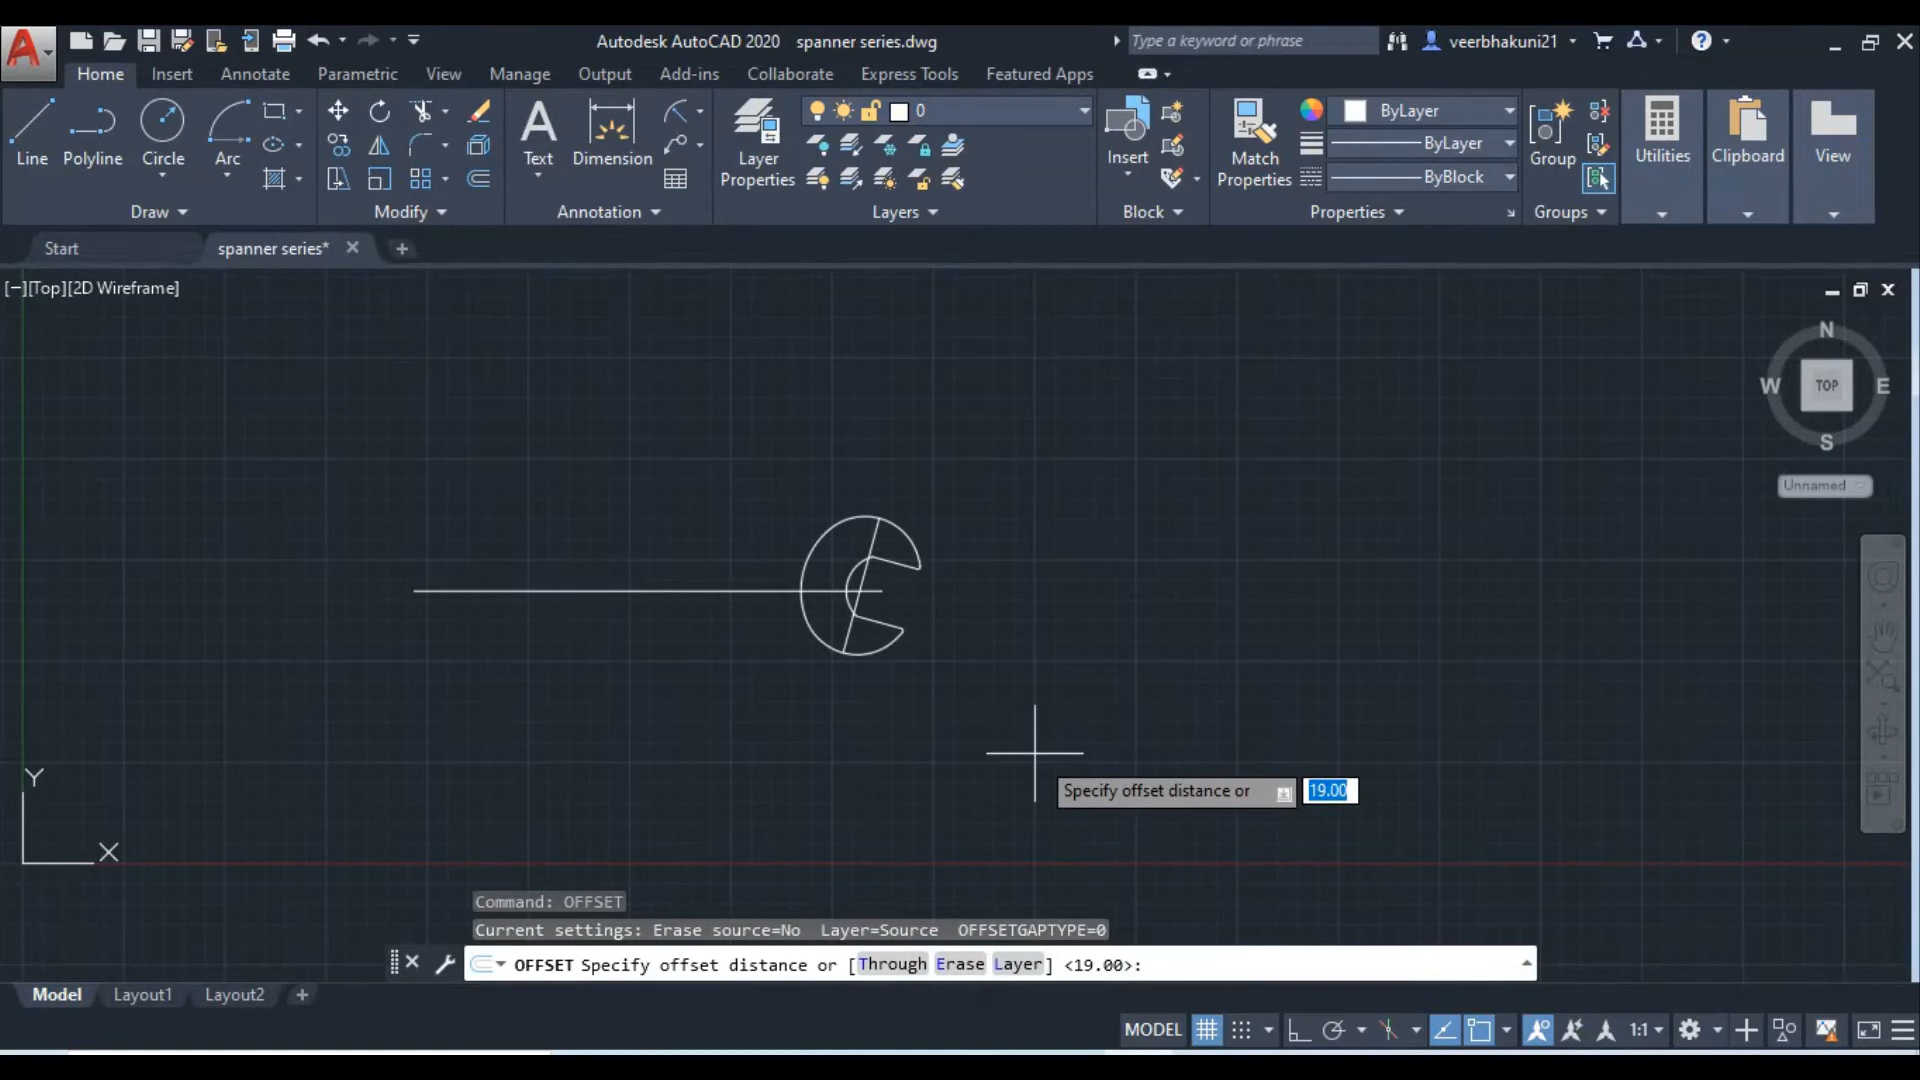 A
Autodesk AutoCAD 2020 spanner series.dwg
Type a keyword or phrase
veerbhakuni21
Home Insert Annotate Parametric View Manage Output Add-ins Collaborate Express Tools Featured Apps
Line Polyline Circle Arc
Text Dimension
Layer Properties
0
Insert
Match Properties
ByLayer
ByLayer
ByBlock
Group
Utilities Clipboard View
Draw Modify Annotation Layers Block Properties Groups
Start spanner series*
[−][Top][2D Wireframe]
N
W TOP E
S
Unnamed
Y
X
Specify offset distance or 19.00
Command: OFFSET
Current settings: Erase source=No Layer=Source OFFSETGAPTYPE=0
OFFSET Specify offset distance or [Through Erase Layer] <19.00>:
Model Layout1 Layout2
MODEL 1:1